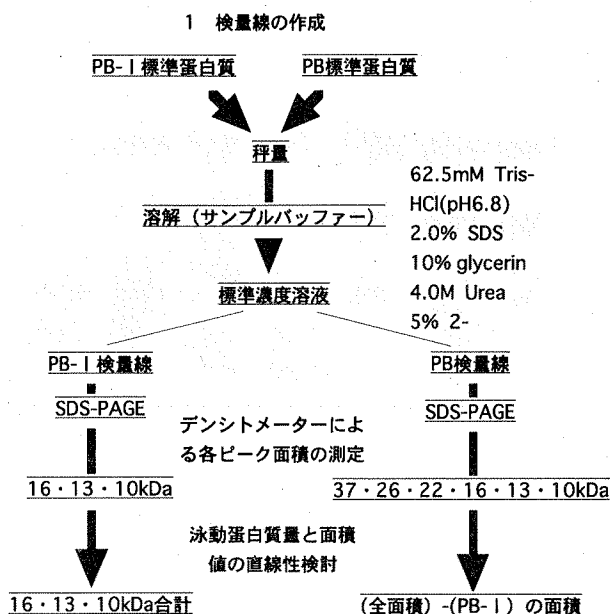 1 検量線の作成
PB-Ⅰ標準蛋白質
PB標準蛋白質
秤量
溶解（サンプルバッファー）
62.5mM Tris-
HCl(pH6.8)
2.0% SDS
10% glycerin
4.0M Urea
5% 2-
標準濃度溶液
PB-Ⅰ検量線
PB検量線
SDS-PAGE
SDS-PAGE
デンシトメーターによ
る各ピーク面積の測定
16・13・10kDa
37・26・22・16・13・10kDa
泳動蛋白質量と面積
値の直線性検討
16・13・10kDa合計
(全面積) -(PB-Ⅰ) の面積